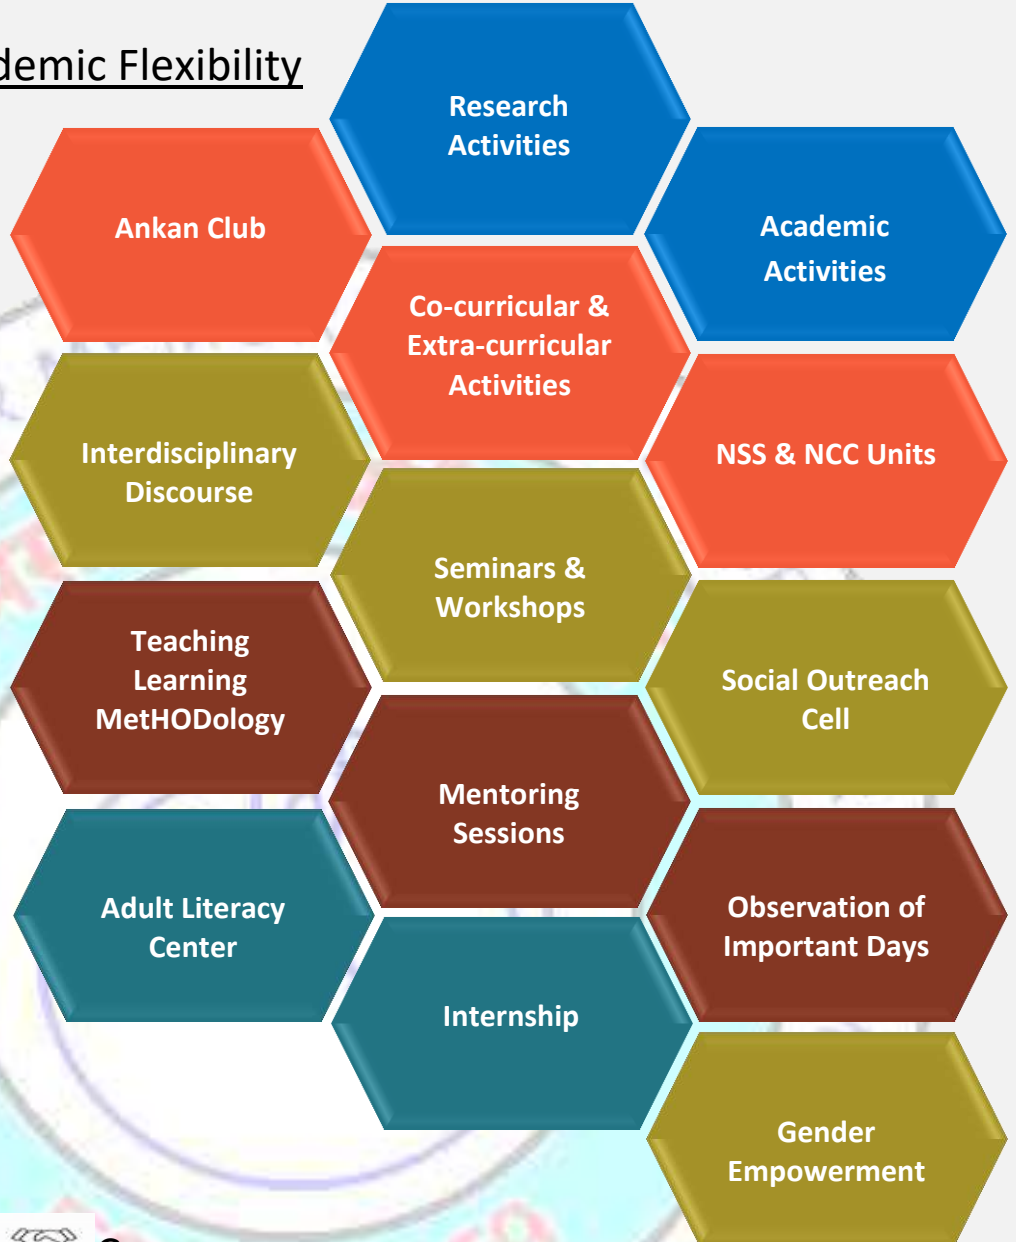 demic Flexibility
Research
Activities
Ankan Club
Academic
Activities
Co-curricular &
Extra-curricular
Activities
Interdisciplinary
Discourse
NSS & NCC Units
Seminars &
Workshops
Teaching
Learning
MetHODology
Social Outreach
Cell
Mentoring
Sessions
Adult Literacy
Center
Observation of
Important Days
Internship
Gender
Empowerment